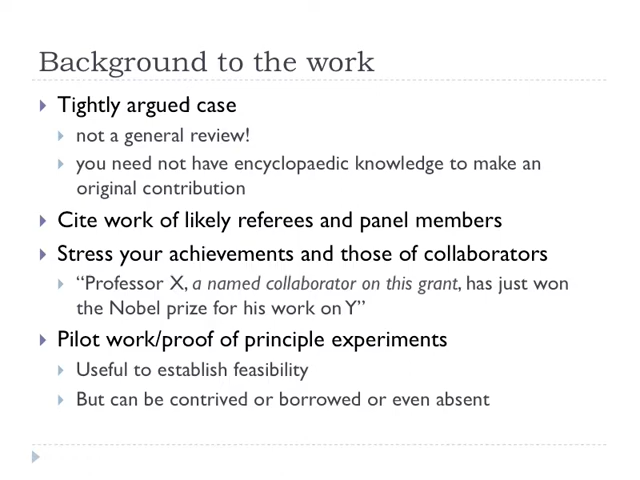 Background to the work
Tightly argued case
not a general review!
you need not have encyclopaedic knowledge to make an
original contribution
Cite work of likely referees and panel members
Stress your achievements and those of collaborators
“Professor X, a named collaborator on this grant, has just won
the Nobel prize for his work on Y”
Pilot work/proof of principle experiments
Useful to establish feasibility
But can be contrived or borrowed or even absent